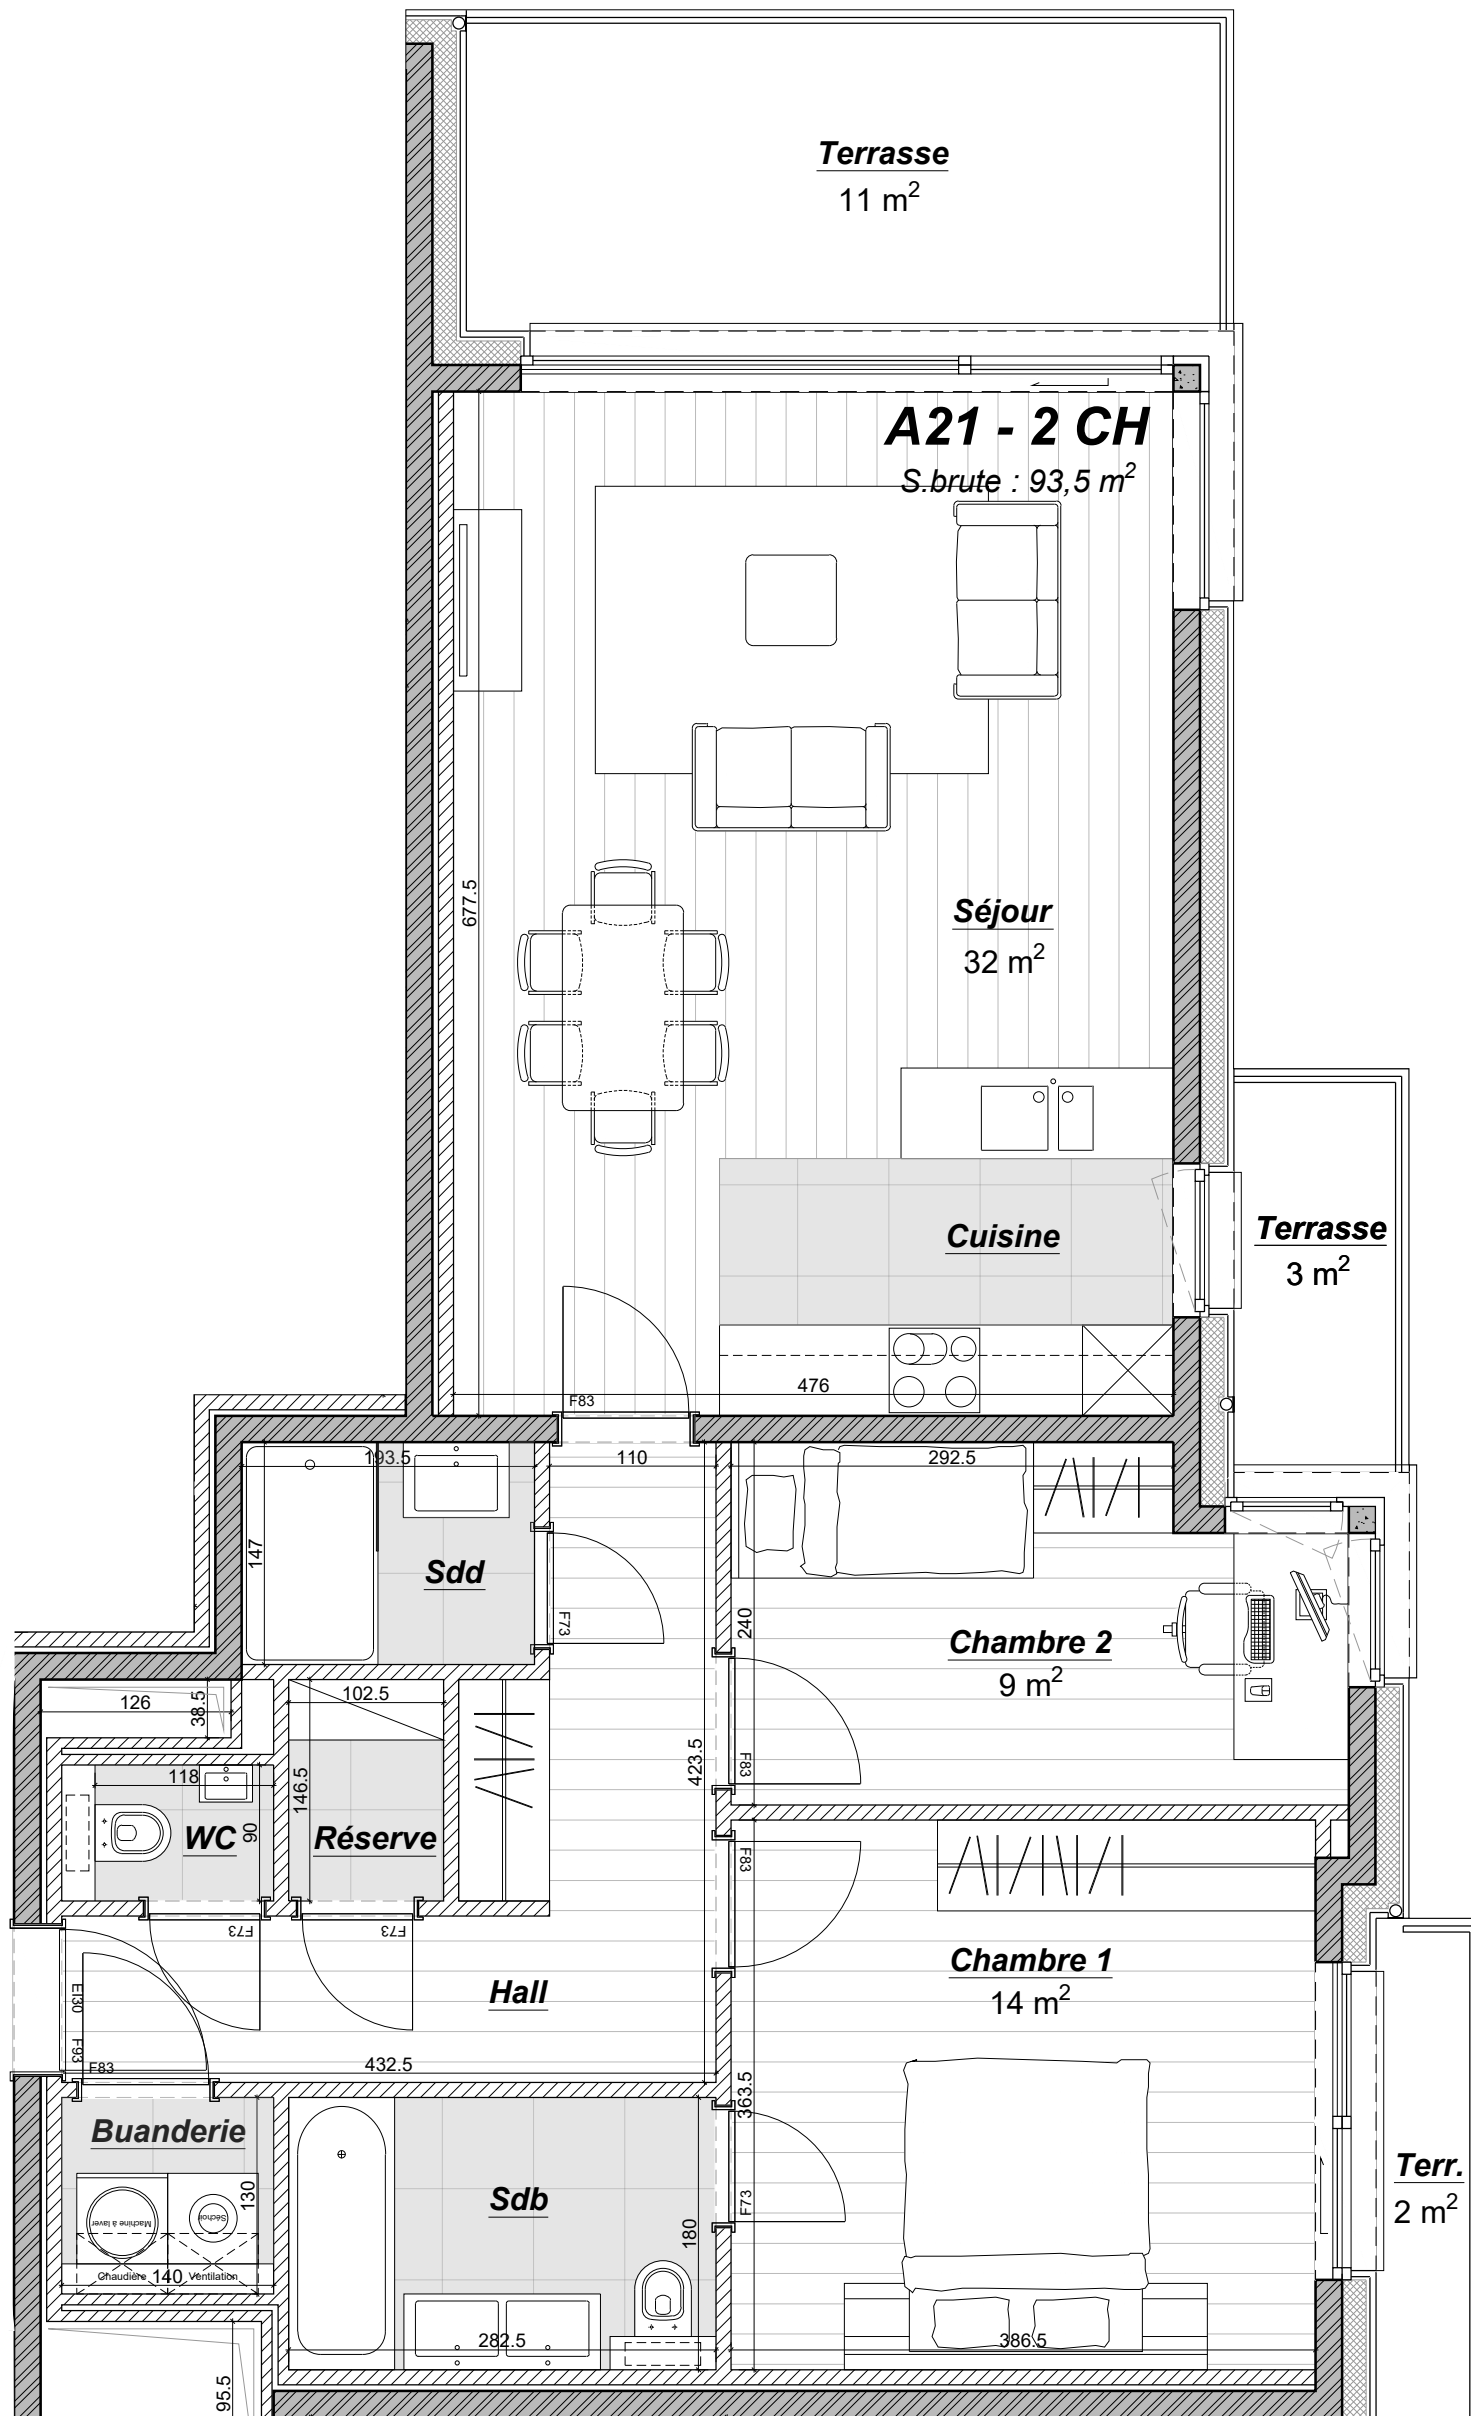 Terrasse
11 m²
A21 - 2 CH
S.brute : 93,5 m²
677.5
Séjour
32 m²
Cuisine
Terrasse
3 m²
476
F83
193.5
110
292.5
147
Sdd
F73
240
Chambre 2
9 m²
126
38.5
102.5
423.5
F83
118
146.5
90
WC
Réserve
F83
F73
F73
Chambre 1
14 m²
Hall
EI30
F93
F83
432.5
363.5
Buanderie
Terr.
2 m²
Sdb
F73
130
180
Machine à laver
Séchoir
Chaudière
140
Ventilation
282.5
386.5
95.5